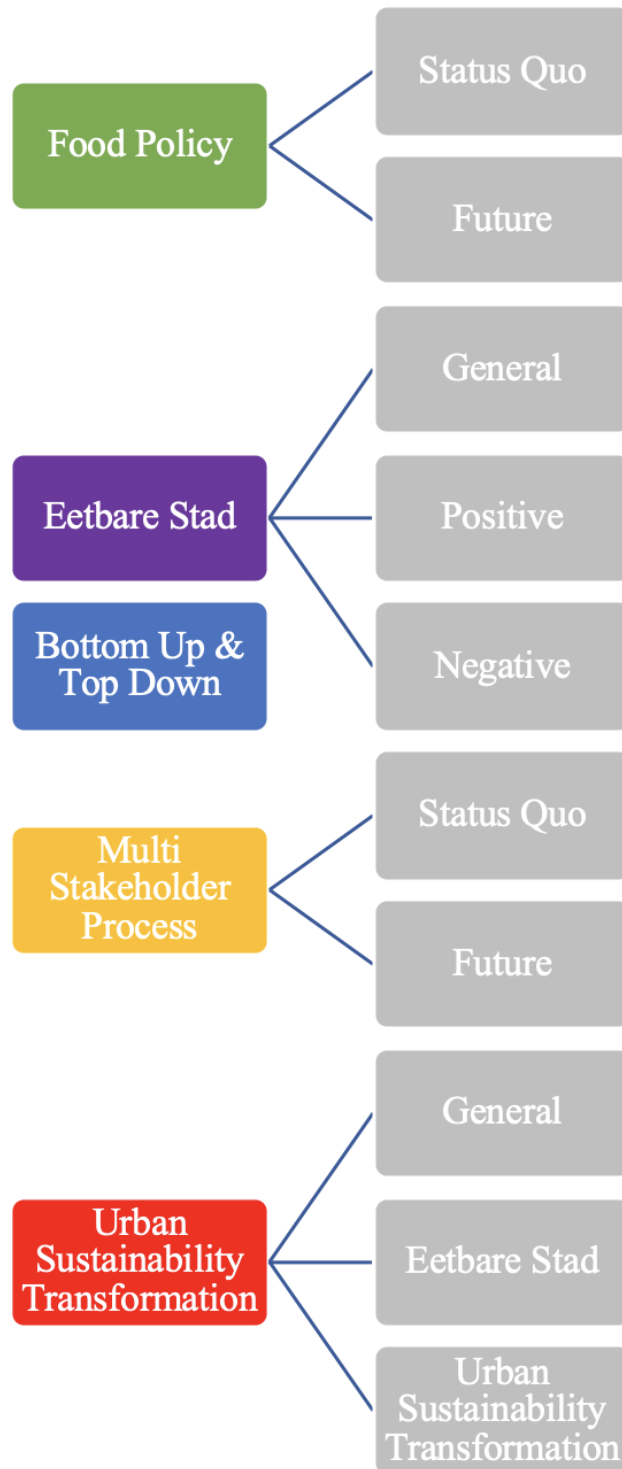 Food Policy
Status Quo
Future
Eetbare Stad
General
Positive
Negative
Bottom Up &
Top Down
Multi
Stakeholder
Process
Status Quo
Future
Urban
Sustainability
Transformation
General
Eetbare Stad
Urban
Sustainability
Transformation